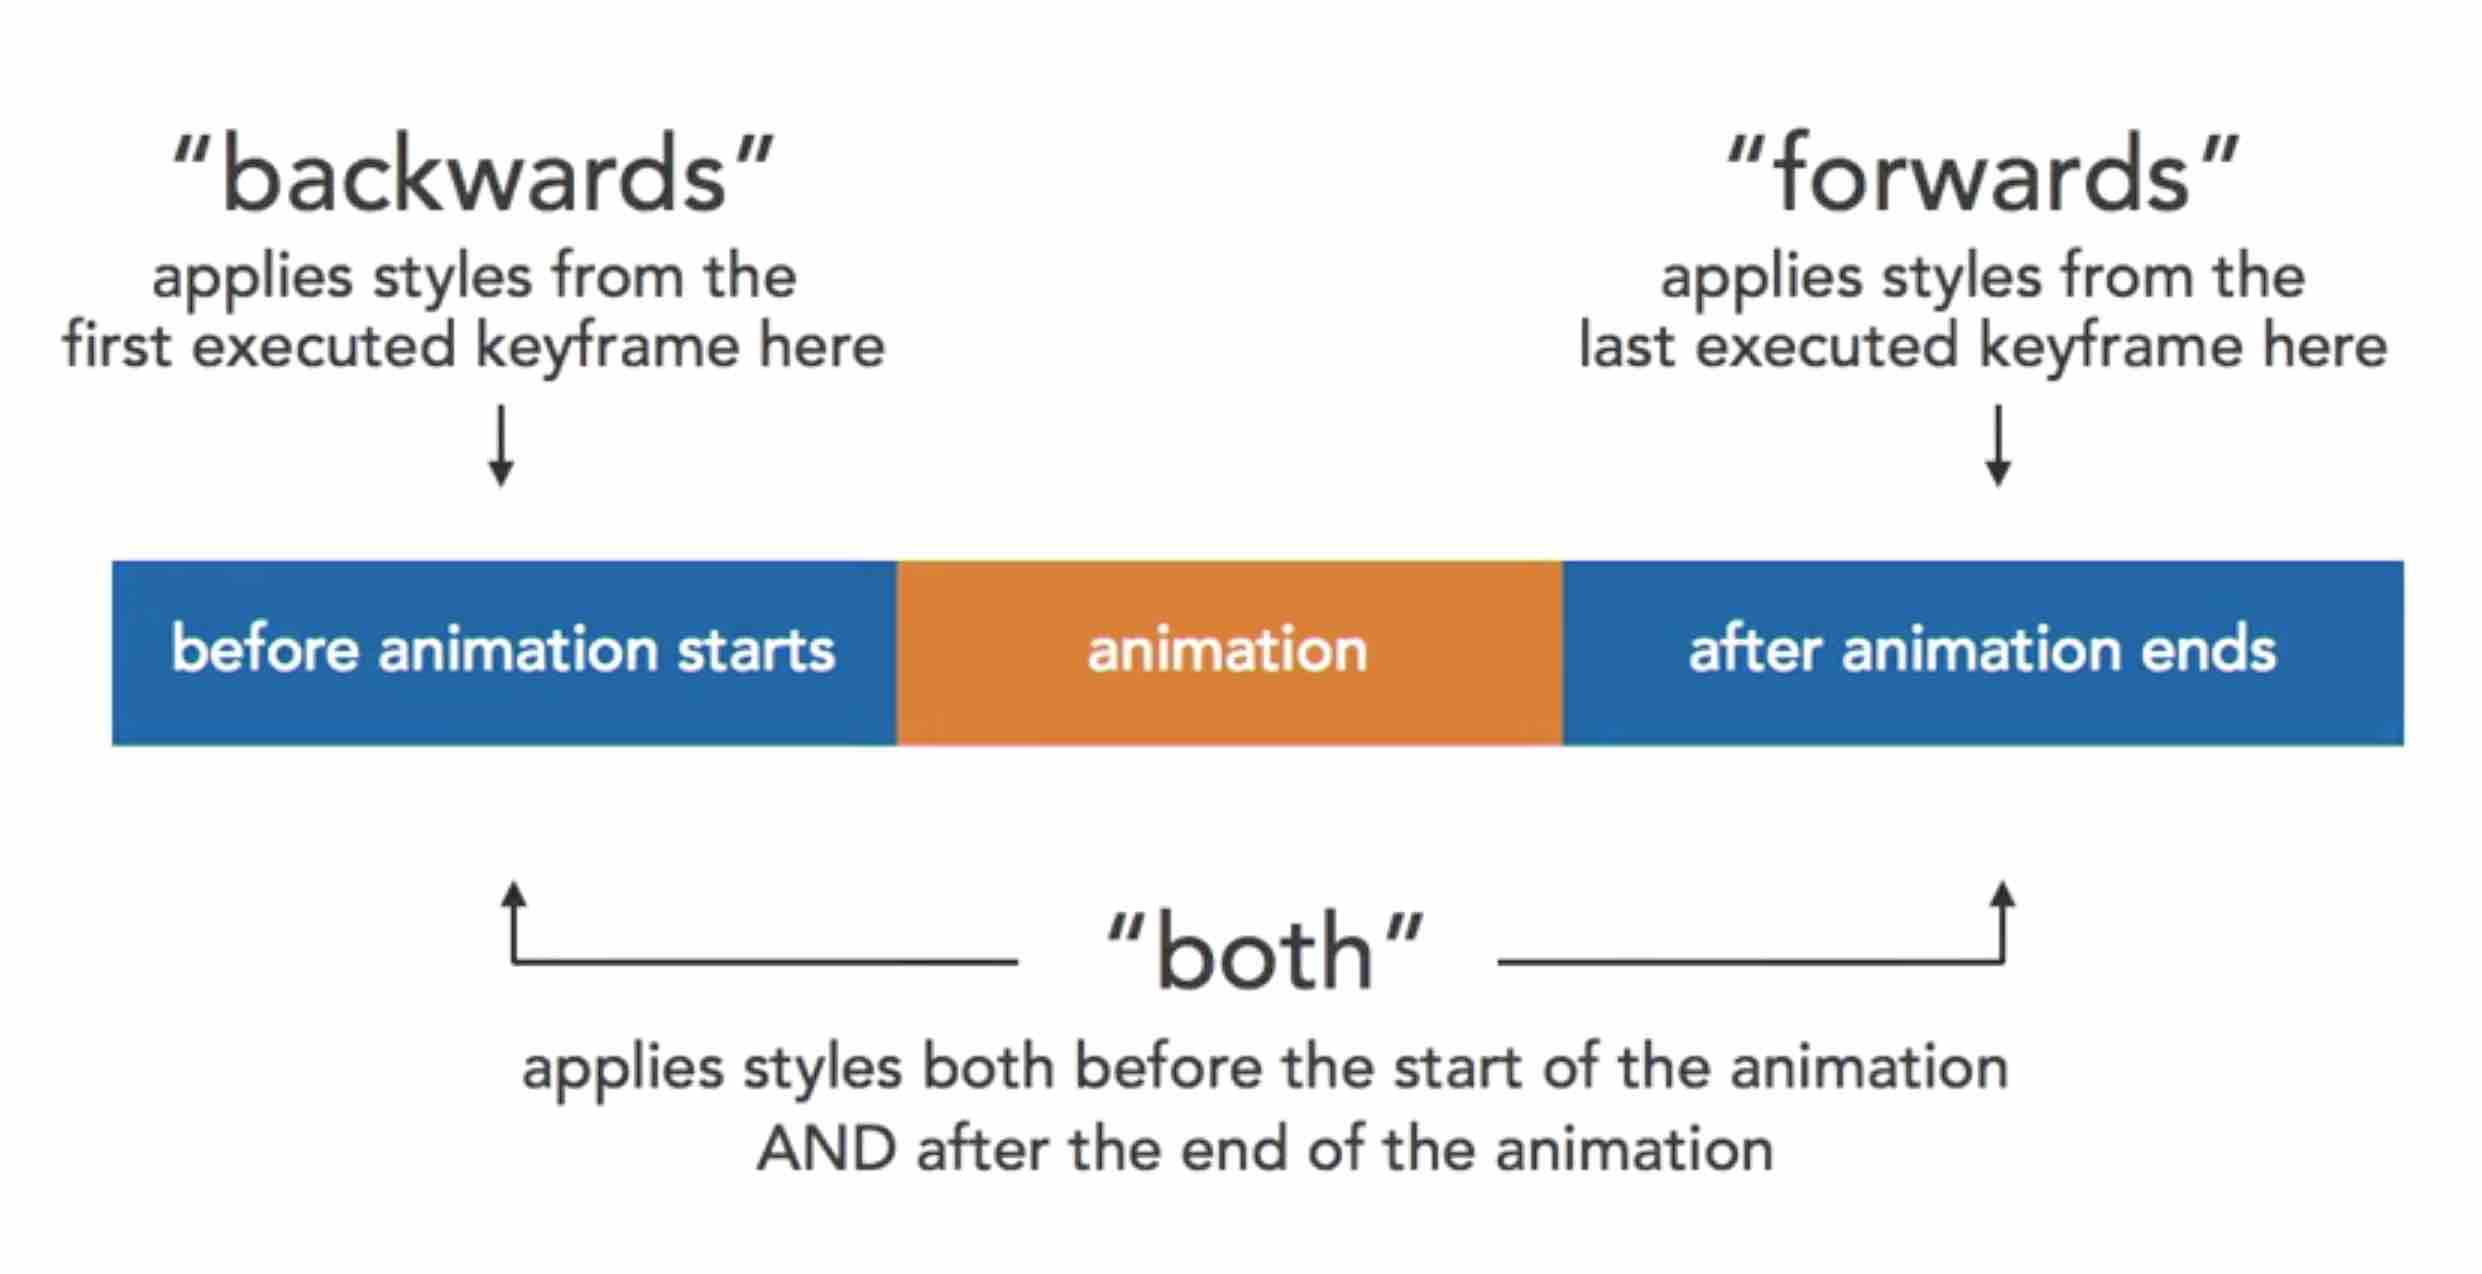 “backwards”
applies styles from the
first executed keyframe here
“forwards”
applies styles from the
last executed keyframe here
before animation starts
animation
after animation ends
“both”
applies styles both before the start of the animation
AND after the end of the animation